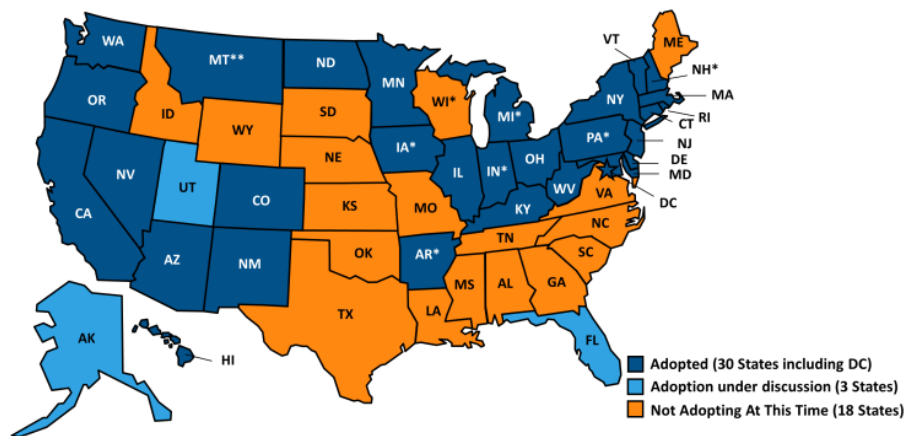 WA
MT**
ND
MN
VT
ME
NH*
OR
ID
SD
WI*
MI*
NY
MA
RI
CT
WY
IA*
PA*
NJ
NE
OH
DE
NV
UT
IL
IN*
MD
CO
WV
VA
DC
CA
KS
MO
KY
NC
TN
AZ
NM
OK
AR*
SC
MS
AL
GA
TX
LA
AK
FL
HI
Adopted (30 States including DC)
Adoption under discussion (3 States)
Not Adopting At This Time (18 States)